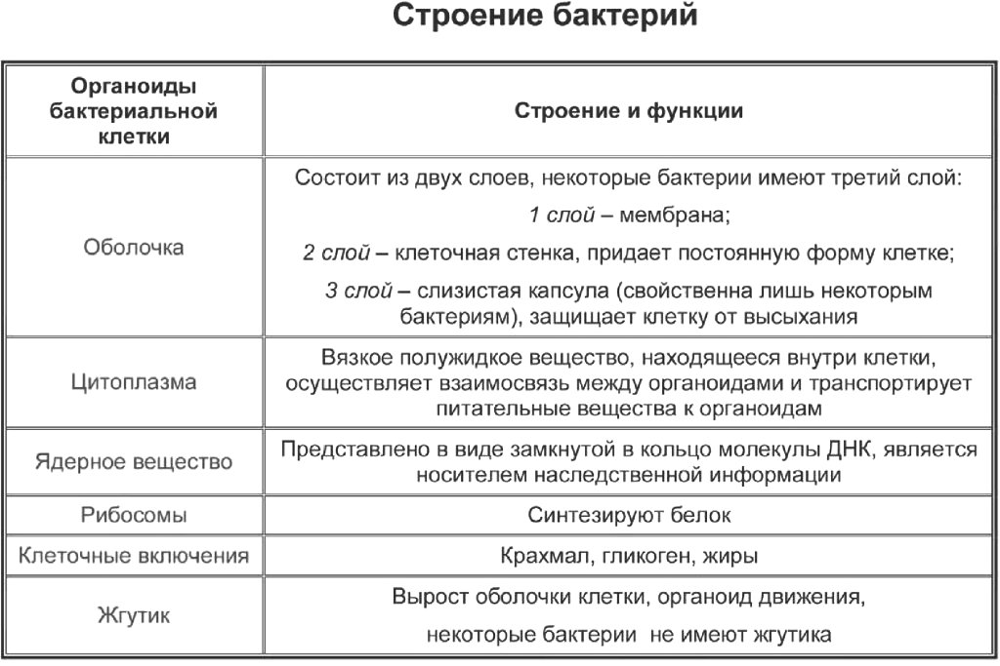 Строение бактерий
Органоиды
бактериальной
клетки
Строение и функции
Оболочка
Состоит из двух слоев, некоторые бактерии имеют третий слой:
1 слой – мембрана;
2 слой – клеточная стенка, придает постоянную форму клетке;
3 слой – слизистая капсула (свойственна лишь некоторым
бактериям), защищает клетку от высыхания
Цитоплазма
Вязкое полужидкое вещество, находящееся внутри клетки,
осуществляет взаимосвязь между органоидами и транспортирует
питательные вещества к органоидам
Ядерное вещество
Представлено в виде замкнутой в кольцо молекулы ДНК, является
носителем наследственной информации
Рибосомы
Синтезируют белок
Клеточные включения
Крахмал, гликоген, жиры
Жгутик
Вырост оболочки клетки, органоид движения,
некоторые бактерии не имеют жгутика